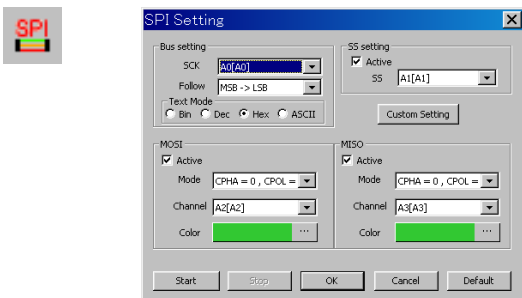 SPI
SPI Setting
Bus setting
SCK A0[A0]
Follow MSB -> LSB
Text Mode
Bin Dec Hex ASCII
SS setting
Active
SS A1[A1]
Custom Setting
MOSI
Active
Mode CPHA = 0 , CPOL =
Channel A2[A2]
Color ...
MISO
Active
Mode CPHA = 0 , CPOL =
Channel A3[A3]
Color ...
Start Stop OK Cancel Default